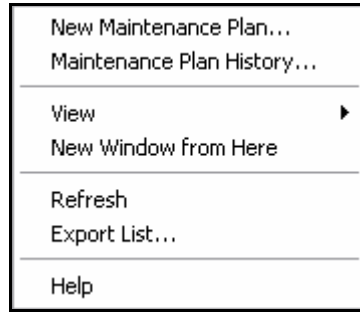 New Maintenance Plan...
Maintenance Plan History...
View
New Window from Here
Refresh
Export List...
Help